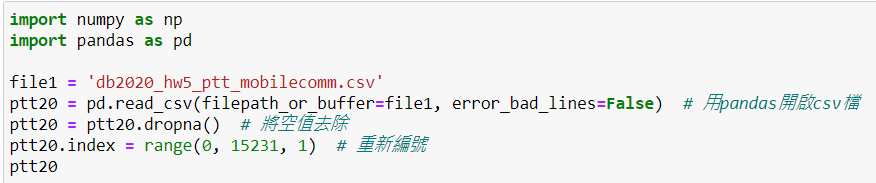 import numpy as np
import pandas as pd
file1 = 'db2020_hw5_ptt_mobilecomm.csv'
ptt20 = pd.read_csv(filepath_or_buffer=file1, error_bad_lines=False)  # 用pandas開啟csv檔
ptt20 = ptt20.dropna()  # 將空值去除
ptt20.index = range(0, 15231, 1)  # 重新編號
ptt20